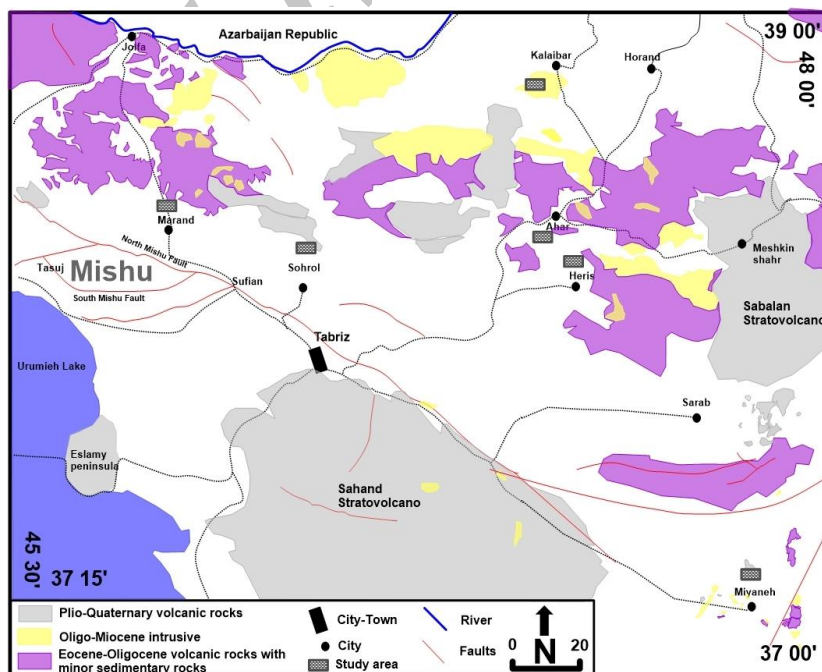 Azarbaijan Republic
39 00'
48 00'
Jolfa
Kalaibar
Horand
Marand
North Mishu Fault
Ahar
Meshkin
shahr
Sohrol
Heris
Tasuj
Mishu
Sufian
South Mishu Fault
Sabalan
Stratovolcano
Tabriz
Urumieh Lake
Sarab
Eslamy
peninsula
Sahand
Stratovolcano
45 30'
37 15'
Miyaneh
37 00'
Plio-Quaternary volcanic rocks
Oligo-Miocene intrusive
Eocene-Oligocene volcanic rocks with
minor sedimentary rocks
City-Town
City
Study area
River
Faults
0 N 20